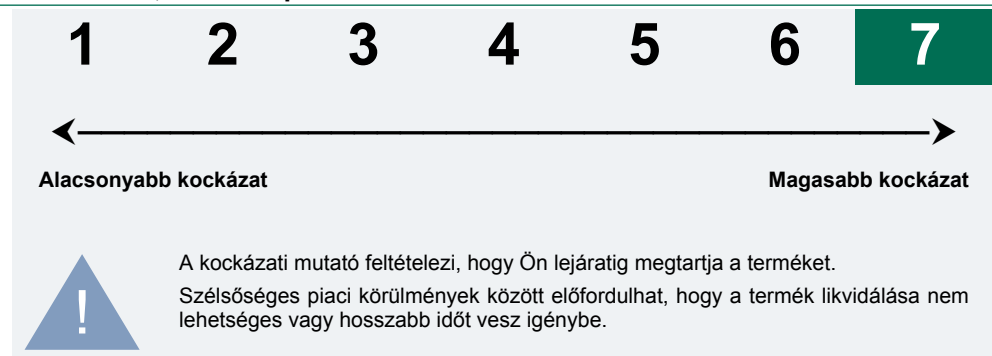 1 2 3 4 5 6 7
Alacsonyabb kockázat Magasabb kockázat
A kockázati mutató feltételezi, hogy Ön lejáratig megtartja a terméket.
Szélsőséges piaci körülmények között előfordulhat, hogy a termék likvidálása nem
lehetséges vagy hosszabb időt vesz igénybe.
!